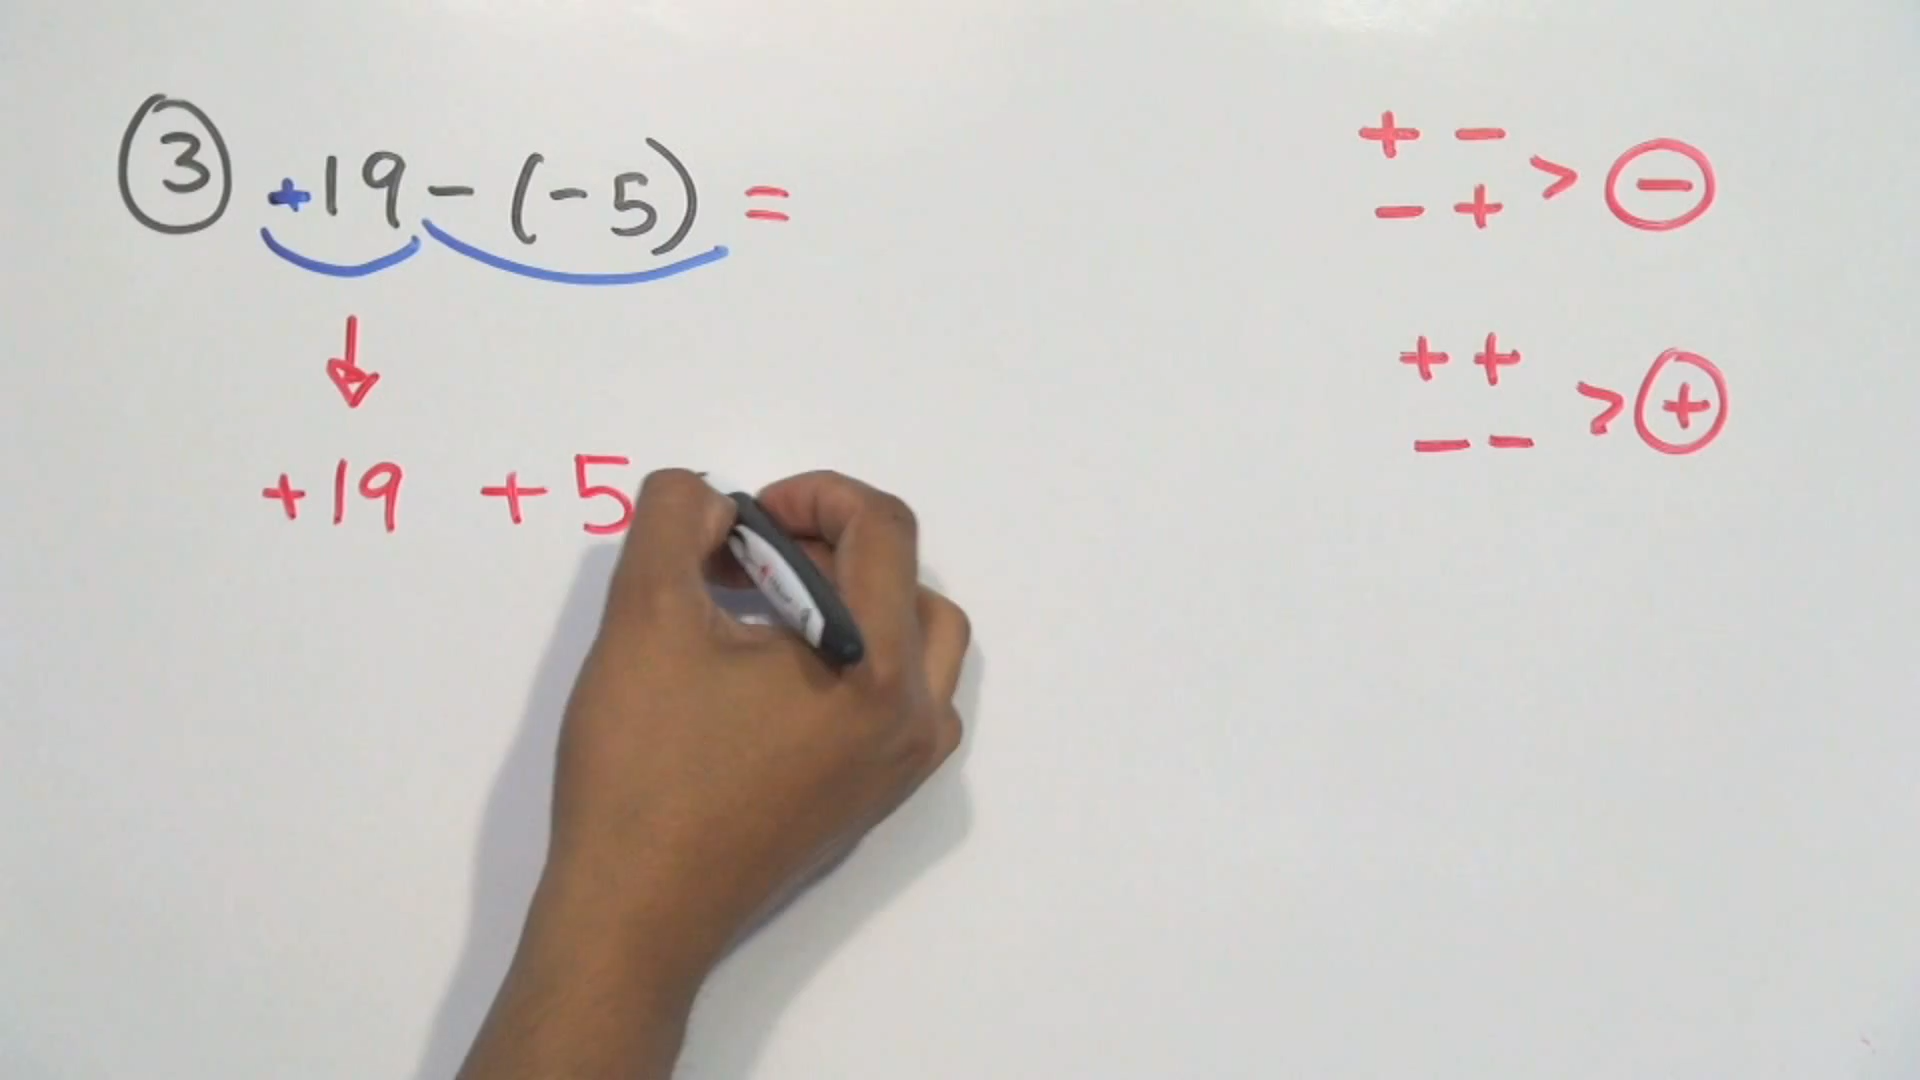 ③ +19 - (-5) =
+ -
- + > ⊖
+ +
- - > ⊕
+19 + 5